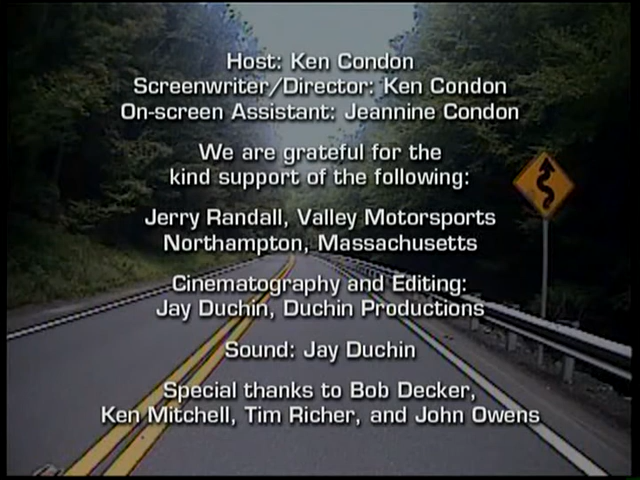 Host: Ken Condon
Screenwriter/Director: Ken Condon
On-screen Assistant: Jeannine Condon
We are grateful for the
kind support of the following:
Jerry Randall, Valley Motorsports
Northampton, Massachusetts
Cinematography and Editing:
Jay Duchin, Duchin Productions
Sound: Jay Duchin
Special thanks to Bob Decker,
Ken Mitchell, Tim Richer, and John Owens